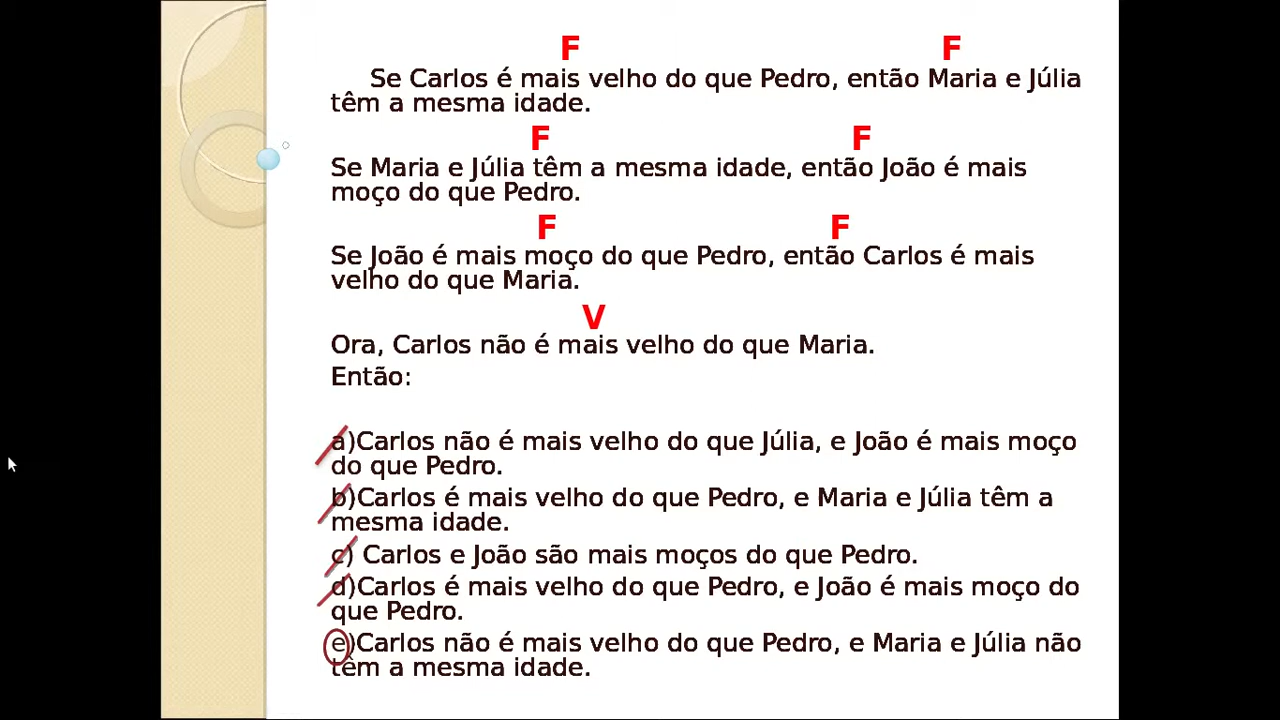 F F
Se Carlos é mais velho do que Pedro, então Maria e Júlia
têm a mesma idade.
F F
Se Maria e Júlia têm a mesma idade, então João é mais
moço do que Pedro.
F F
Se João é mais moço do que Pedro, então Carlos é mais
velho do que Maria.
V
Ora, Carlos não é mais velho do que Maria.
Então:
a)Carlos não é mais velho do que Júlia, e João é mais moço
do que Pedro.
b)Carlos é mais velho do que Pedro, e Maria e Júlia têm a
mesma idade.
c) Carlos e João são mais moços do que Pedro.
d)Carlos é mais velho do que Pedro, e João é mais moço do
que Pedro.
e)Carlos não é mais velho do que Pedro, e Maria e Júlia não
têm a mesma idade.